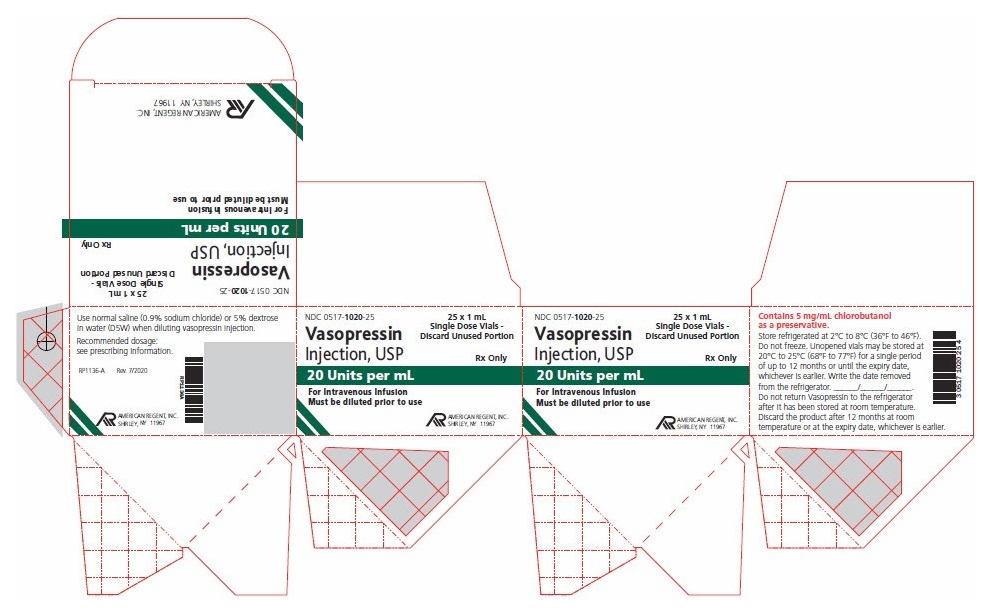 AMERICAN REGENT, INC.
SHIRLEY, NY 11967
Must be diluted prior to use
For Intravenous Infusion
20 Units per mL
Rx Only
Injection, USP
Vasopressin
Discard Unused Portion
Single Dose Vials -
25 x 1 mL
NDC 0517-1020-25
Use normal saline (0.9% sodium chloride) or 5% dextrose
in water (D5W) when diluting vasopressin injection.
Recommended dosage:
see prescribing information.
RP1136-A Rev. 7/2020
AMERICAN REGENT, INC.
SHIRLEY, NY 11967
NDC 0517-1020-25
25 x 1 mL
Single Dose Vials -
Discard Unused Portion
Vasopressin
Injection, USP
Rx Only
20 Units per mL
For Intravenous Infusion
Must be diluted prior to use
AMERICAN REGENT, INC.
SHIRLEY, NY 11967
NDC 0517-1020-25
25 x 1 mL
Single Dose Vials -
Discard Unused Portion
Vasopressin
Injection, USP
Rx Only
20 Units per mL
For Intravenous Infusion
Must be diluted prior to use
AMERICAN REGENT, INC.
SHIRLEY, NY 11967
Contains 5 mg/mL chlorobutanol
as a preservative.
Store refrigerated at 2°C to 8°C (36°F to 46°F).
Do not freeze. Unopened vials may be stored at
20°C to 25°C (68°F to 77°F) for a single period
of up to 12 months or until the expiry date,
whichever is earlier. Write the date removed
from the refrigerator. ______/______/______.
Do not return Vasopressin to the refrigerator
after it has been stored at room temperature.
Discard the product after 12 months at room
temperature or at the expiry date, whichever is earlier.
3 0517 1020 25 4